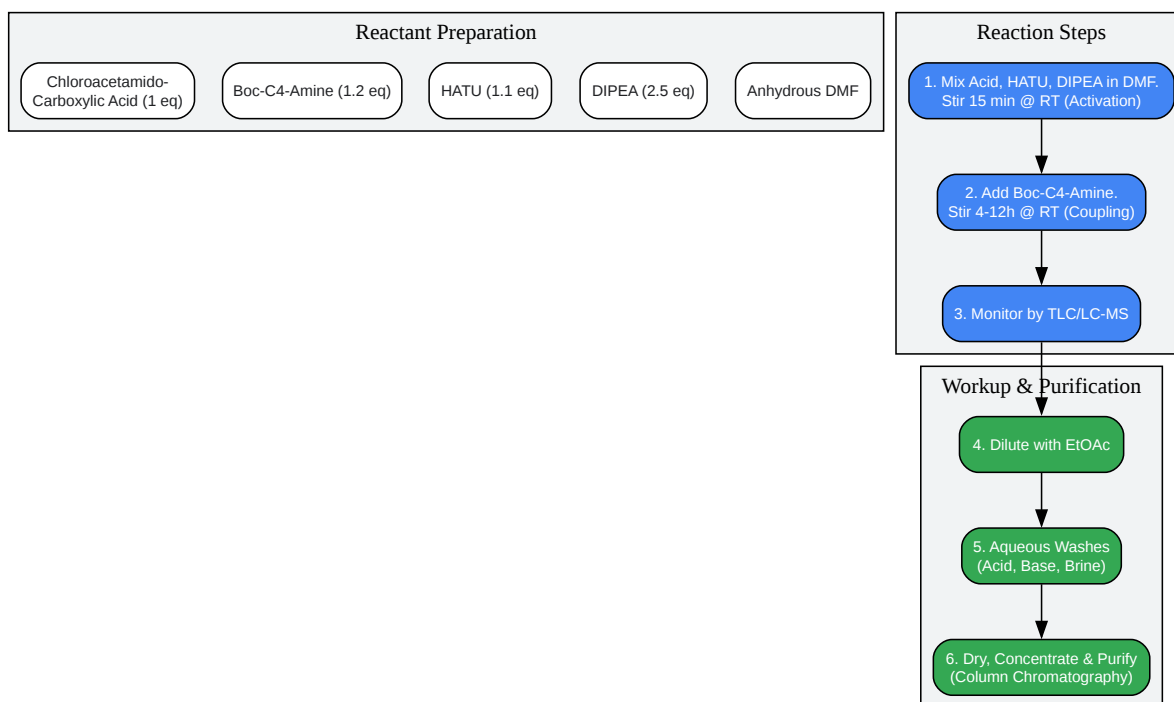 Reactant Preparation
Chloroacetamido-
Carboxylic Acid (1 eq)
Boc-C4-Amine (1.2 eq)
HATU (1.1 eq)
DIPEA (2.5 eq)
Anhydrous DMF
Reaction Steps
1. Mix Acid, HATU, DIPEA in DMF.
Stir 15 min @ RT (Activation)
2. Add Boc-C4-Amine.
Stir 4-12h @ RT (Coupling)
3. Monitor by TLC/LC-MS
Workup & Purification
4. Dilute with EtOAc
5. Aqueous Washes
(Acid, Base, Brine)
6. Dry, Concentrate & Purify
(Column Chromatography)